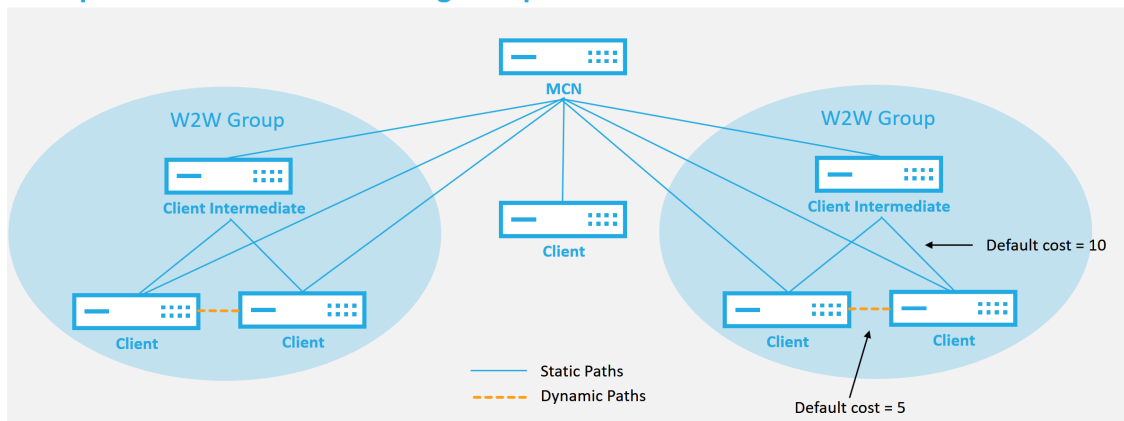 MCN
W2W Group
W2W Group
Client Intermediate
Client Intermediate
Client
Default cost = 10
Client
Client
Client
Client
Static Paths
Dynamic Paths
Default cost = 5